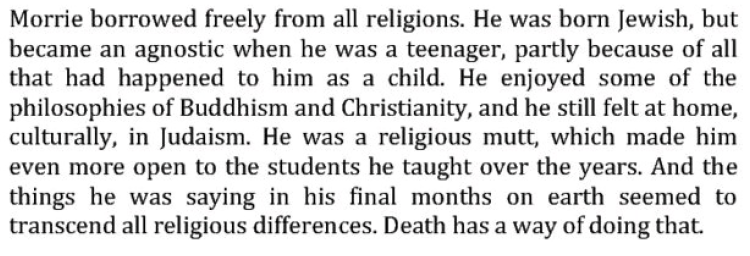 Morrie borrowed freely from all religions. He was born Jewish, but
became an agnostic when he was a teenager, partly because of all
that had happened to him as a child. He enjoyed some of the
philosophies of Buddhism and Christianity, and he still felt at home,
culturally, in Judaism. He was a religious mutt, which made him
even more open to the students he taught over the years. And the
things he was saying in his final months on earth seemed to
transcend all religious differences. Death has a way of doing that.